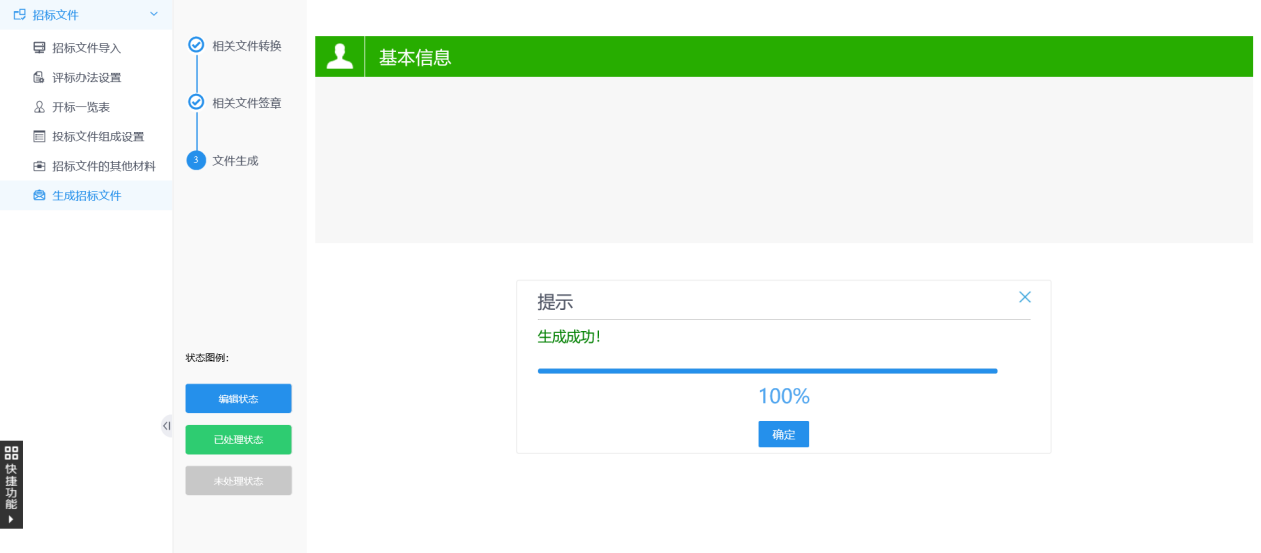 招标文件
招标文件导入
评标办法设置
开标一览表
投标文件组成设置
招标文件的其他材料
生成招标文件
快捷功能
相关文件转换
相关文件签章
3 文件生成
状态图例:
编辑状态
已处理状态
未处理状态
基本信息
提示
生成成功!
100%
确定